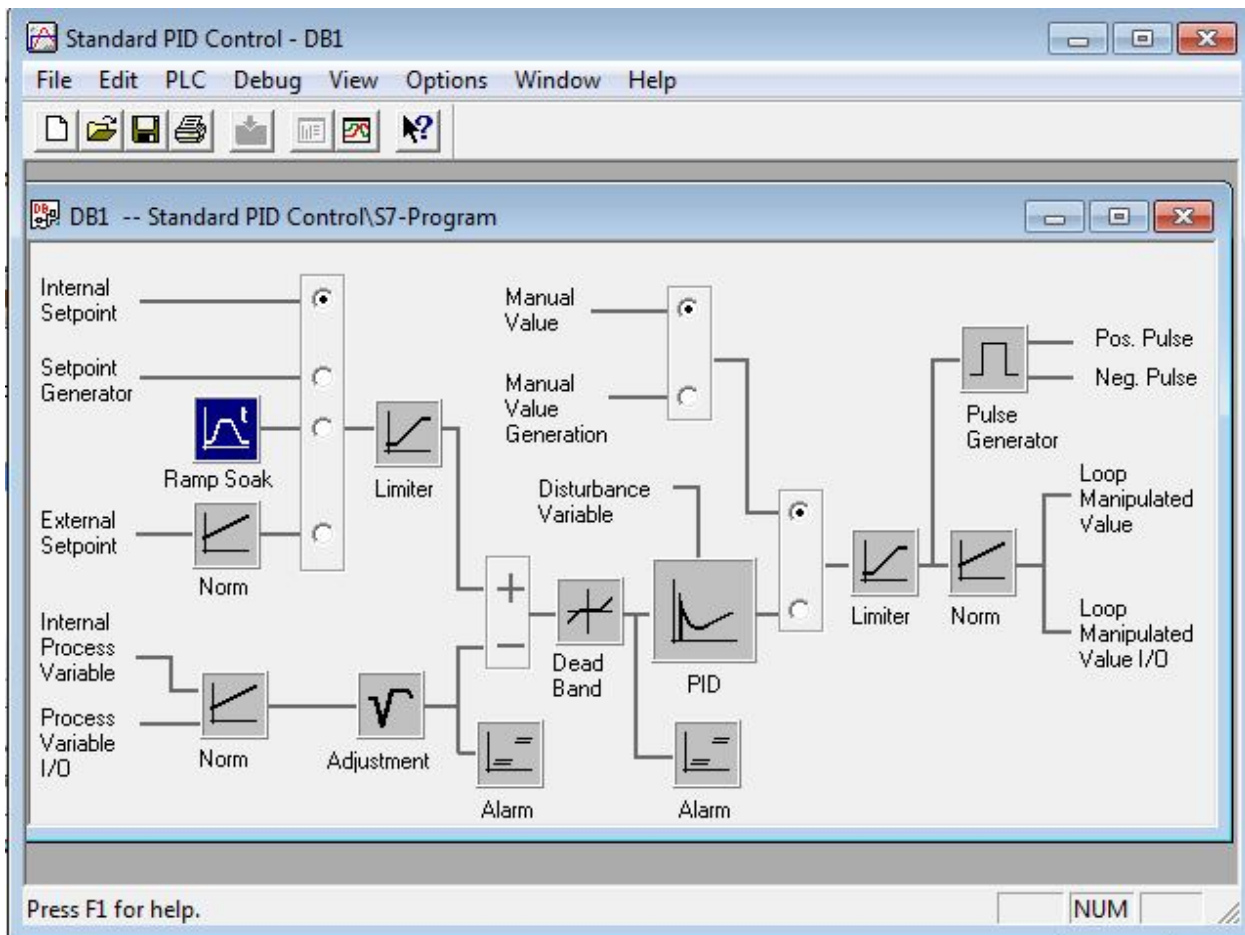 Standard PID Control - DB1
File Edit PLC Debug View Options Window Help
DB1 -- Standard PID Control\S7-Program
Internal
Setpoint
Setpoint
Generator
Ramp Soak
External
Setpoint
Norm
Limiter
Internal
Process
Variable
Process
Variable
I/O
Norm
Adjustment
Alarm
Manual
Value
Manual
Value
Generation
Disturbance
Variable
Dead
Band
PID
Alarm
Limiter
Norm
Pulse
Generator
Pos. Pulse
Neg. Pulse
Loop
Manipulated
Value
Loop
Manipulated
Value I/O
Press F1 for help.
NUM